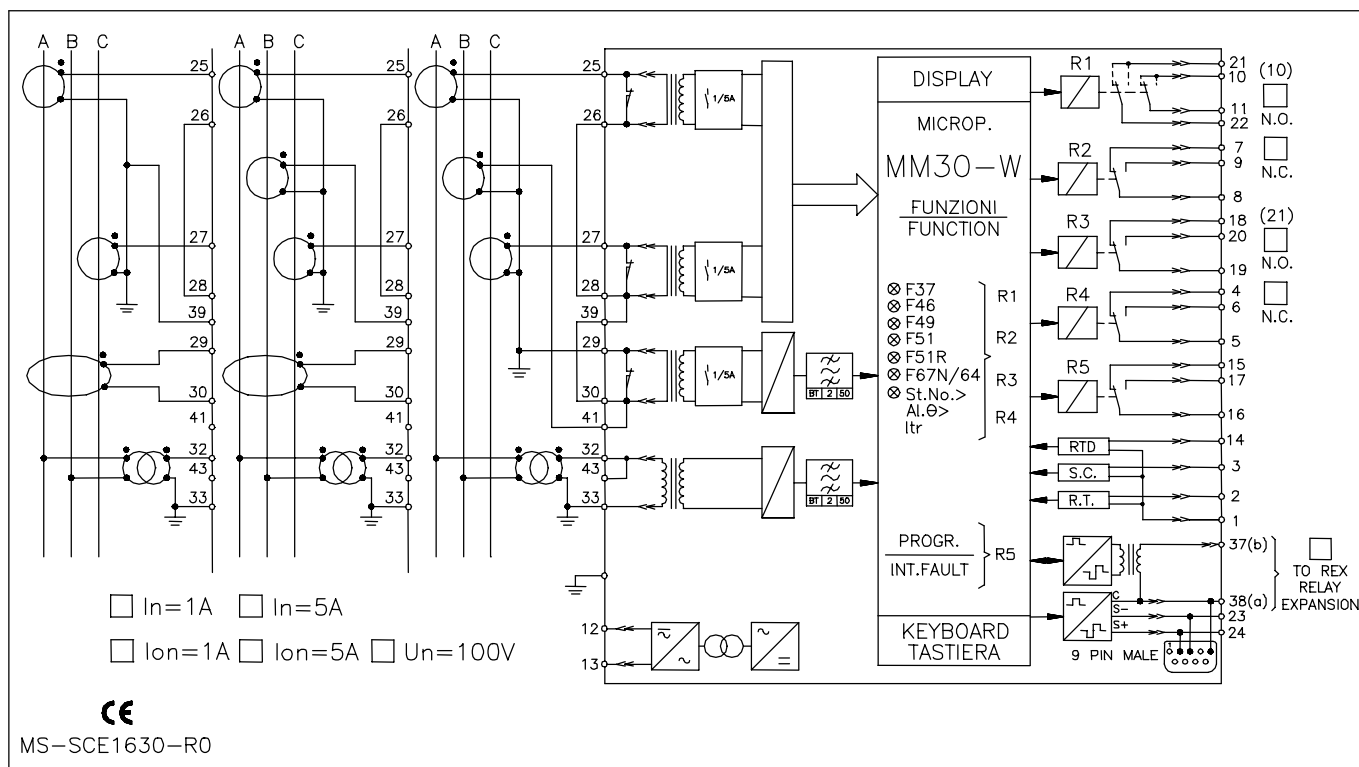 A B C
A B C
A B C
25
26
27
28
39
29
30
41
32
43
33
25
26
27
28
39
29
30
41
32
43
33
25
26
27
28
39
29
30
41
32
43
33
12
13
1/5A
1/5A
1/5A
BT 2 50
BT 2 50
DISPLAY
MICROP.
MM30-W
FUNZIONI
FUNCTION
F37
F46
F49
F51
F51R
F67N/64
St.No.>
Al.Θ>
Itr
R1
R2
R3
R4
PROGR.
INT.FAULT
R5
KEYBOARD
TASTIERA
R1
21
10
11
22
(10)
N.O.
R2
7
9
8
N.C.
R3
18
20
19
(21)
N.O.
R4
4
6
5
N.C.
R5
15
17
16
RTD
14
S.C.
3
R.T.
2
1
37(b)
C
38(a)
S-
23
S+
24
TO REX
RELAY
EXPANSION
9 PIN MALE
1
In=1A In=5A
Ion=1A Ion=5A Un=100V
CE
MS-SCE1630-R0